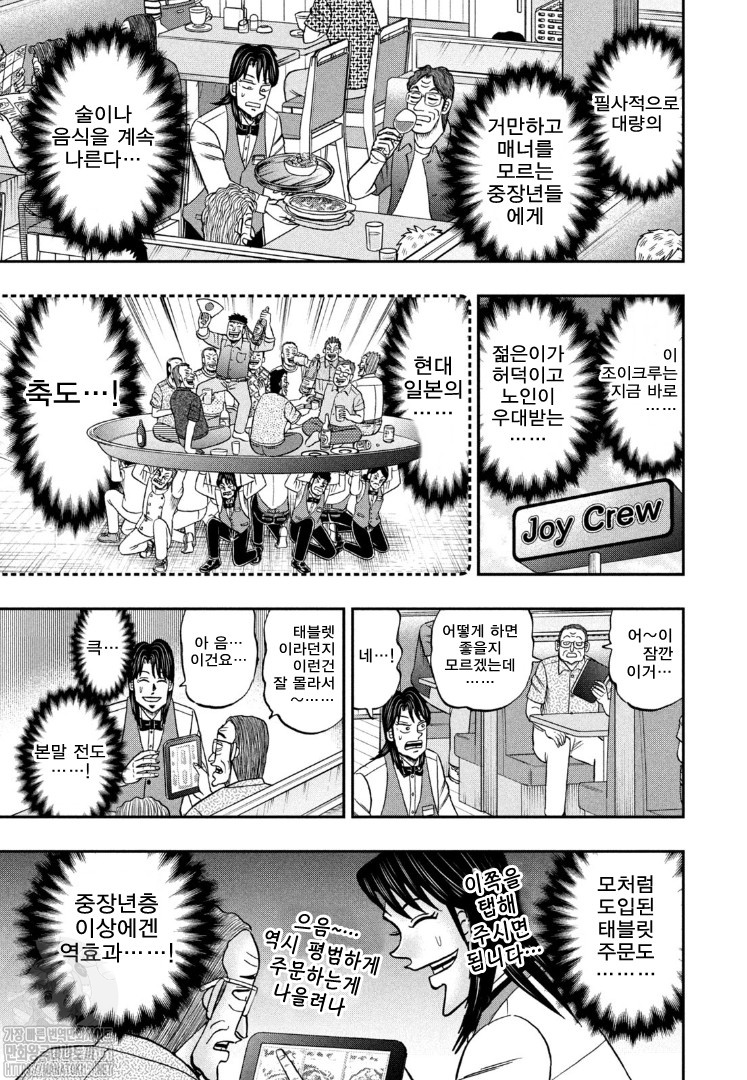 필사적으로
대량의
거만하고
매너를
모르는
중장년들
에게
술이나
음식을 계속
나른다…
이
조이크루는
지금 바로
……
젊은이가
허덕이고
노인이
우대받는
……
Joy Crew
현대
일본의
……
축도…!
어～이
잠깐
이거…
어떻게 하면
좋을지
모르겠는데
……
네…!
태블렛
이라던지
이런건
잘 몰라서
～……
아 음…
이건요…
큭…
본말 전도
……!
모처럼
도입된
태블릿
주문도
……
이쪽을
탭해
주시면
됩니다…
으음~…
역시 평범하게
주문하는게
나을려나
중장년층
이상에겐
역효과……!